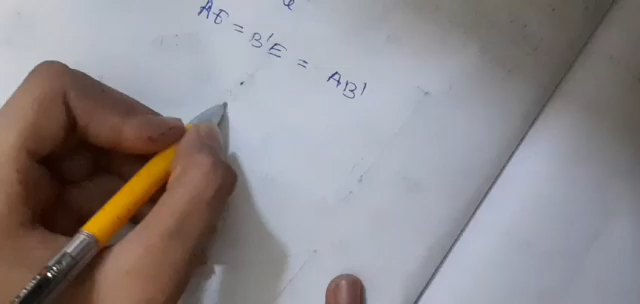 AE = B'E = AB'